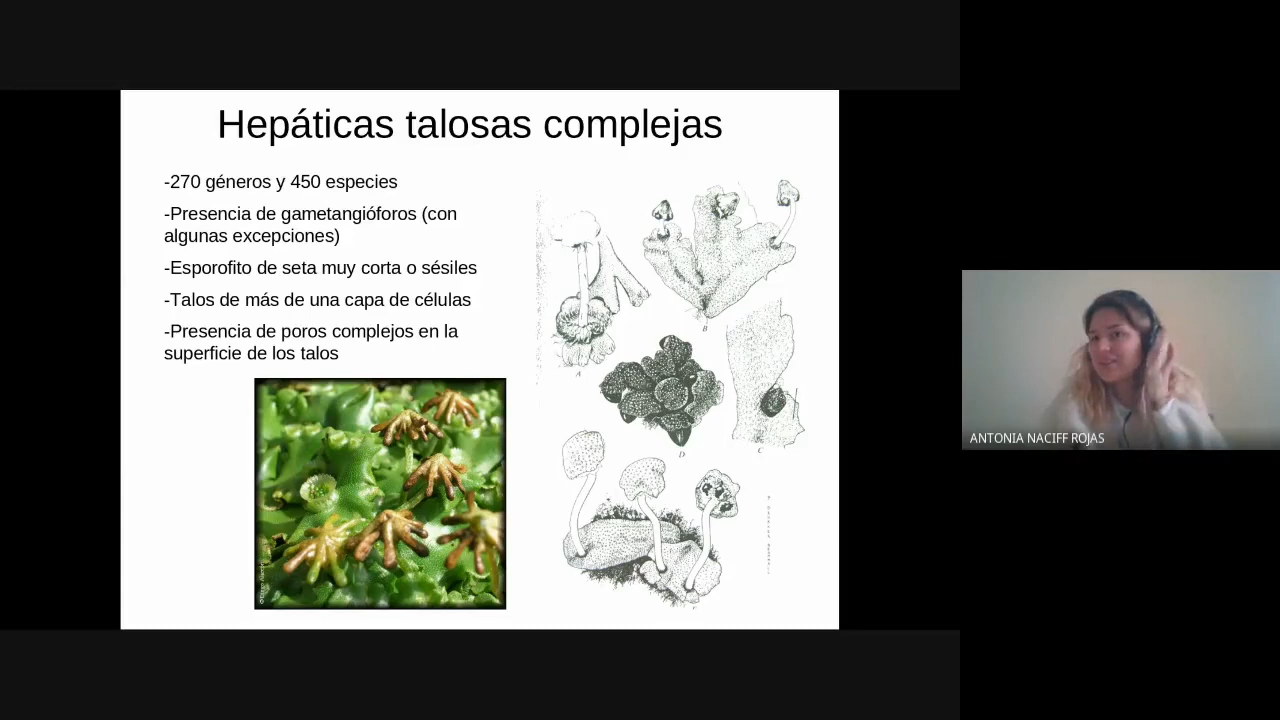 Hepáticas talosas complejas
-270 géneros y 450 especies
-Presencia de gametangióforos (con
algunas excepciones)
-Esporofito de seta muy corta o sésiles
-Talos de más de una capa de células
-Presencia de poros complejos en la
superficie de los talos
A
B
C
D
ANTONIA NACIFF ROJAS